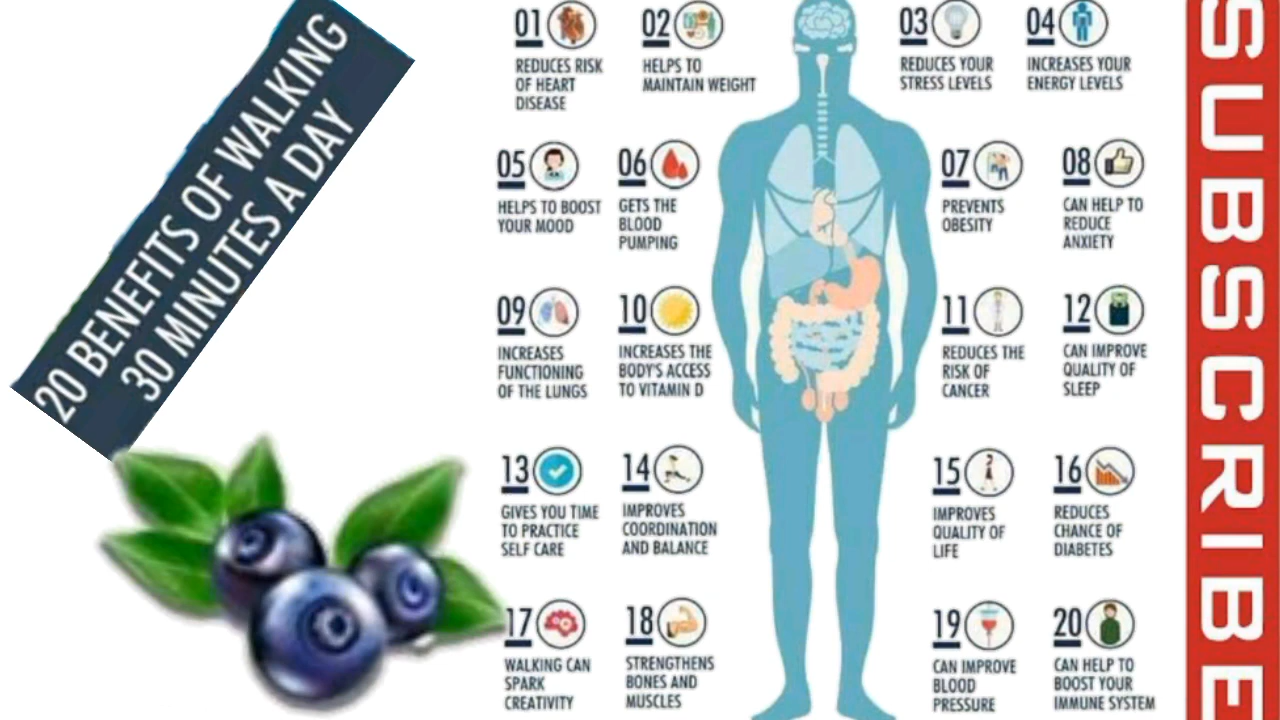 20 BENEFITS OF WALKING
30 MINUTES A DAY
01
REDUCES RISK
OF HEART
DISEASE
02
HELPS TO
MAINTAIN WEIGHT
03
REDUCES YOUR
STRESS LEVELS
04
INCREASES YOUR
ENERGY LEVELS
05
HELPS TO BOOST
YOUR MOOD
06
GETS THE
BLOOD
PUMPING
07
PREVENTS
OBESITY
08
CAN HELP TO
REDUCE
ANXIETY
09
INCREASES
FUNCTIONING
OF THE LUNGS
10
INCREASES THE
BODY'S ACCESS
TO VITAMIN D
11
REDUCES THE
RISK OF
CANCER
12
CAN IMPROVE
QUALITY OF
SLEEP
13
GIVES YOU TIME
TO PRACTICE
SELF CARE
14
IMPROVES
COORDINATION
AND BALANCE
15
IMPROVES
QUALITY OF
LIFE
16
REDUCES
CHANCE OF
DIABETES
17
WALKING CAN
SPARK
CREATIVITY
18
STRENGTHENS
BONES AND
MUSCLES
19
CAN IMPROVE
BLOOD
PRESSURE
20
CAN HELP TO
BOOST YOUR
IMMUNE SYSTEM
SUBSCRIBE